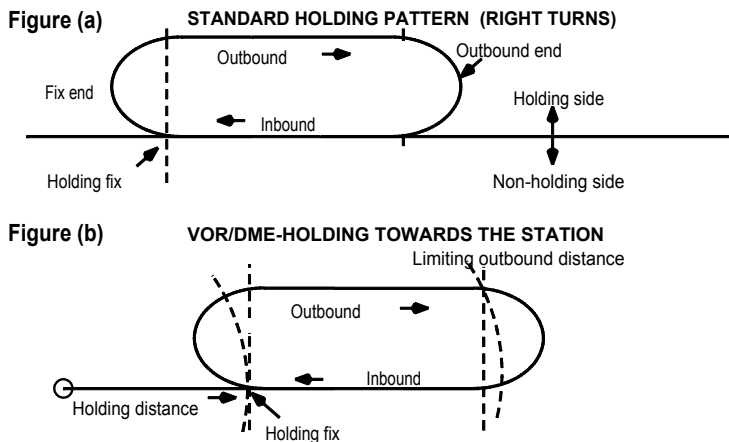 Figure (a)
STANDARD HOLDING PATTERN (RIGHT TURNS)
Outbound
Outbound end
Fix end
Holding side
Inbound
Holding fix
Non-holding side
Figure (b)
VOR/DME-HOLDING TOWARDS THE STATION
Limiting outbound distance
Outbound
Inbound
Holding distance
Holding fix